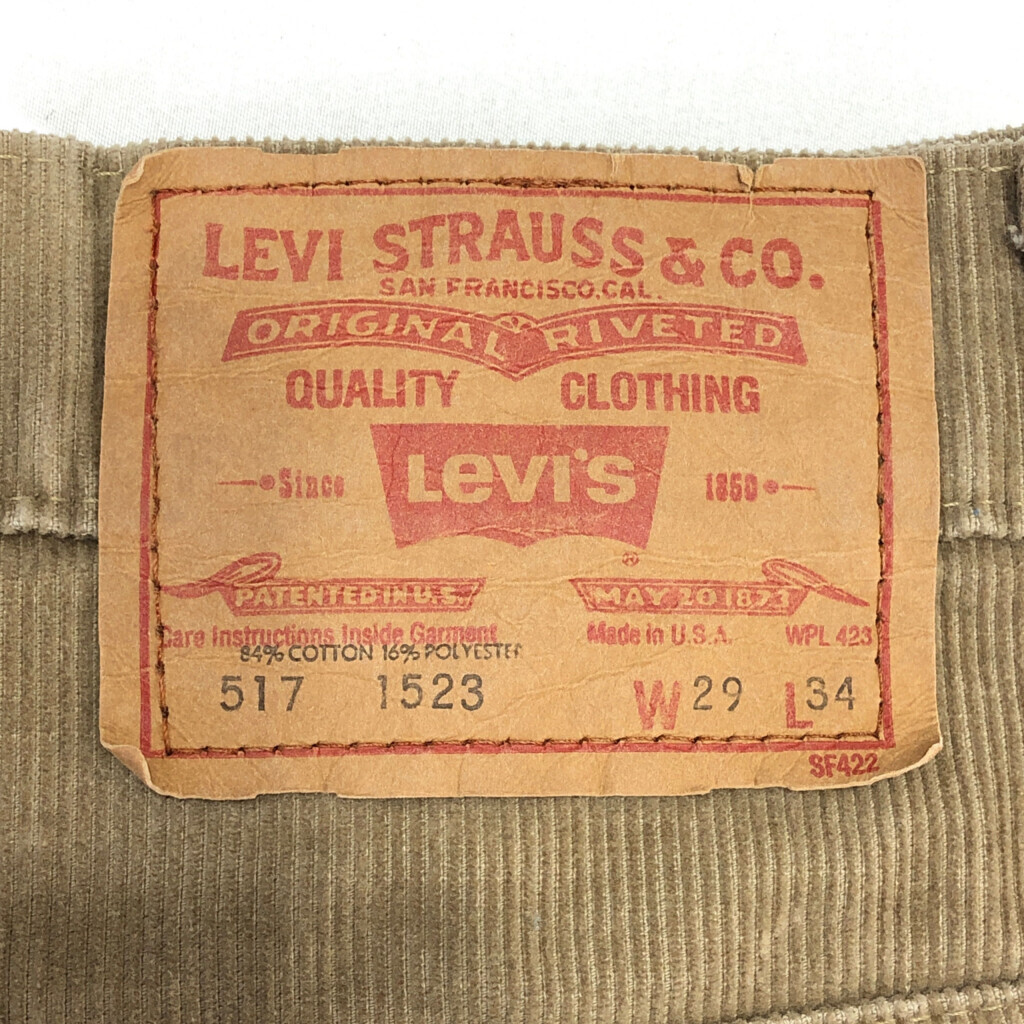 LEVI STRAUSS & CO.
SAN FRANCISCO, CAL.
ORIGINAL RIVETED
QUALITY CLOTHING
Since LEVI'S 1850
®
PATENTED IN U.S. MAY 20 1873
Care Instructions Inside Garment Made in U.S.A. WPL 423
84% COTTON 16% POLYESTER
517 1523 W 29 L 34
SF422